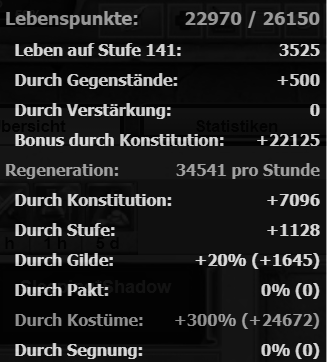 Lebenspunkte: 22970 / 26150
Leben auf Stufe 141: 3525
Durch Gegenstände: +500
Durch Verstärkung: 0
Bonus durch Konstitution: +22125
Regeneration: 34541 pro Stunde
Durch Konstitution: +7096
Durch Stufe: +1128
Durch Gilde: +20% (+1645)
Durch Pakt: 0% (0)
Durch Kostüme: +300% (+24672)
Durch Segnung: 0% (0)